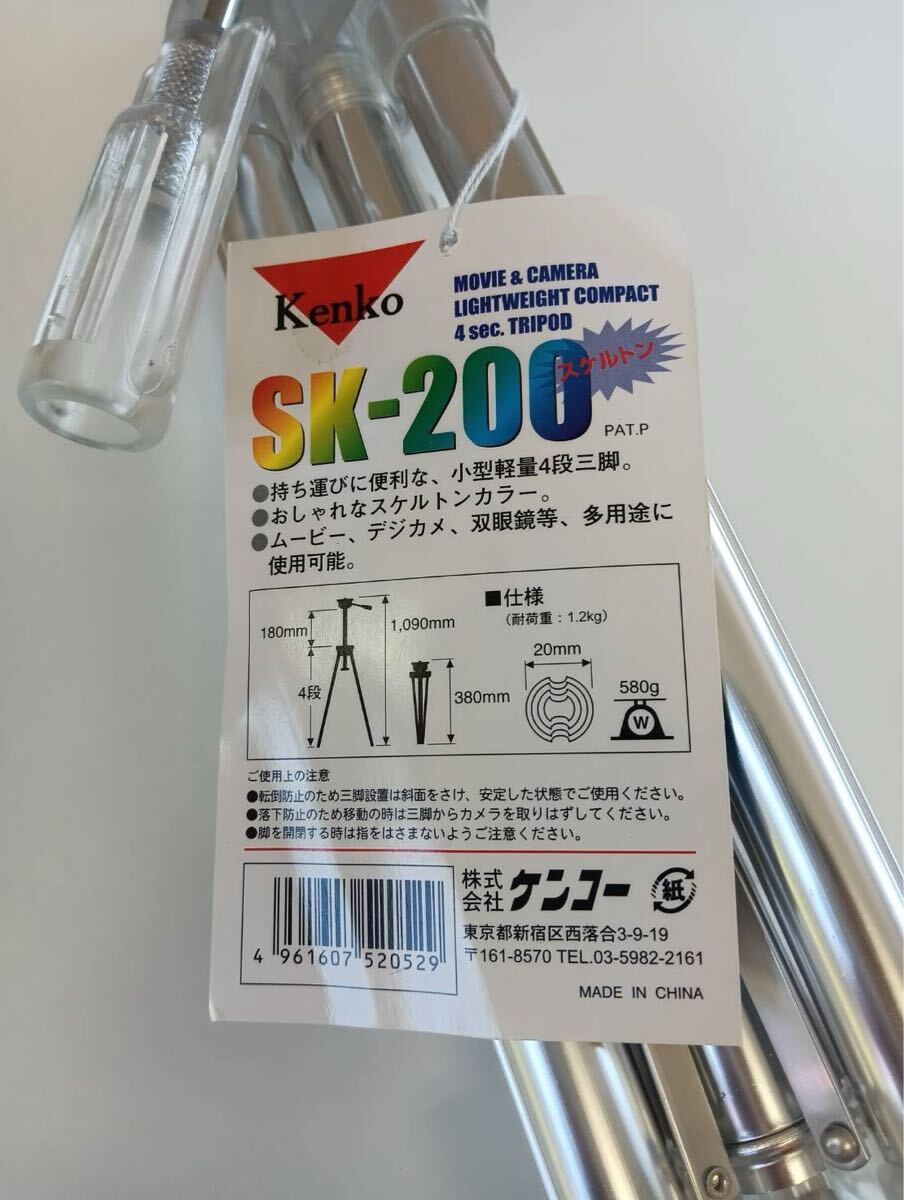 Kenko
MOVIE & CAMERA
LIGHTWEIGHT COMPACT
4 sec. TRIPOD
SK-200
スケルトン
PAT.P
●持ち運びに便利な、小型軽量4段三脚。
●おしゃれなスケルトンカラー。
●ムービー、デジカメ、双眼鏡等、多用途に
使用可能。
■仕様
(耐荷重：1.2kg)
180mm
1,090mm
4段
380mm
20mm
580g
W
ご使用上の注意
●転倒防止のため三脚設置は斜面をさけ、安定した状態でご使用ください。
●落下防止のため移動の時は三脚からカメラを取りはずしてください。
●脚を開閉する時は指をはさまないようご注意ください。
4 961607 520529
株式会社 ケンコー
紙
東京都新宿区西落合3-9-19
〒161-8570 TEL.03-5982-2161
MADE IN CHINA